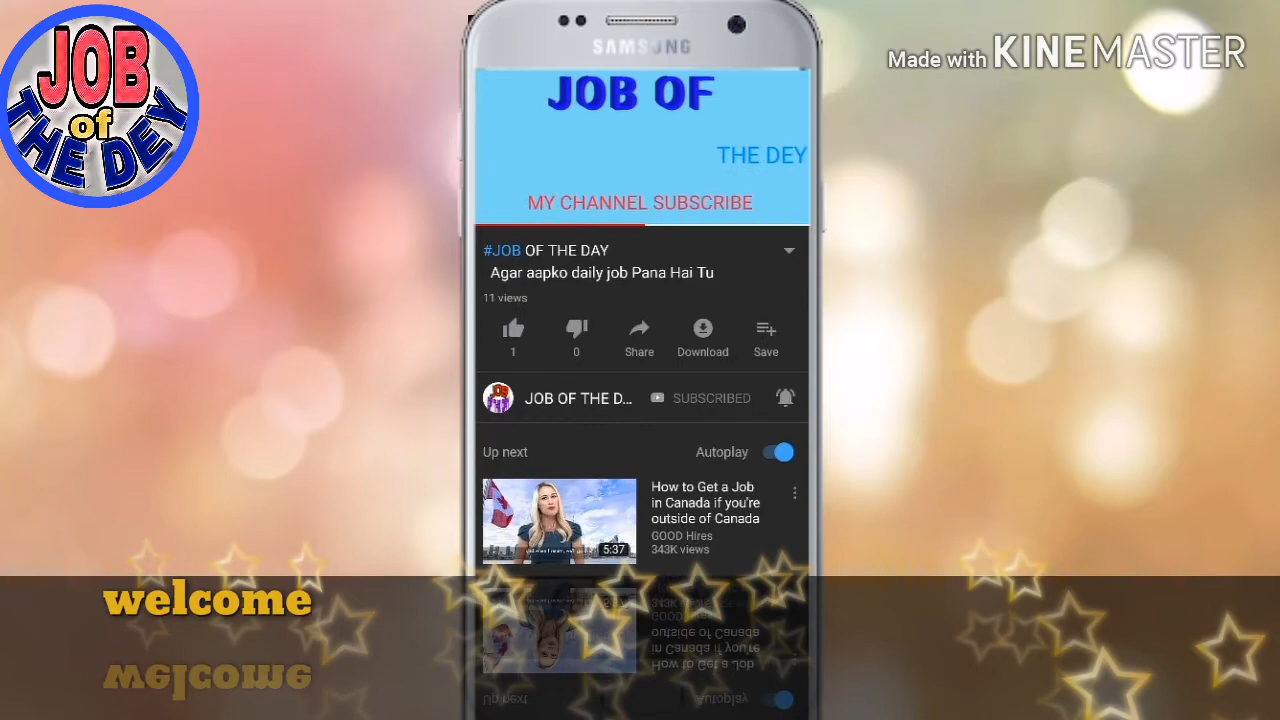 JOB
of
THE DEY
Made with KINEMASTER
SAMSUNG
JOB OF
THE DEY
MY CHANNEL SUBSCRIBE
#JOB OF THE DAY
Agar aapko daily job Pana Hai Tu
11 views
1
0
Share
Download
Save
JOB OF THE D...
SUBSCRIBED
Up next
Autoplay
How to Get a Job
in Canada if you're
outside of Canada
GOOD Hires
343K views
5:37
welcome